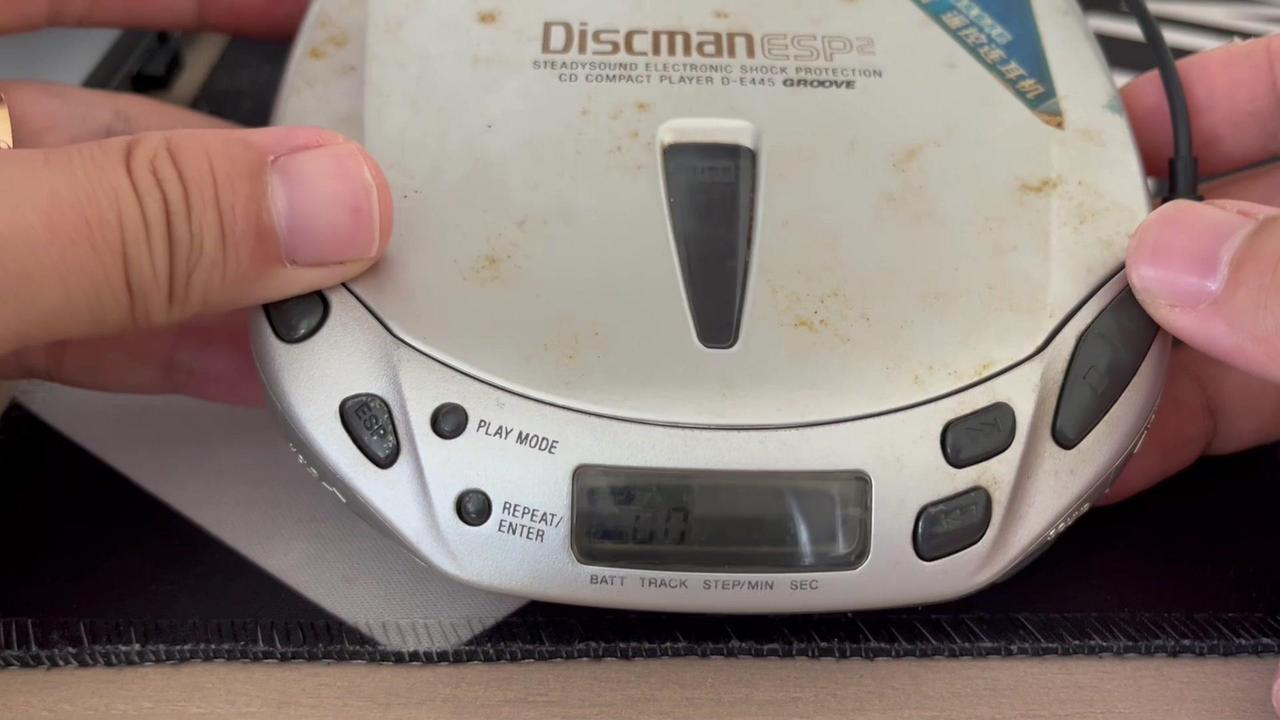 Discman ESP2
STEADYSOUND ELECTRONIC SHOCK PROTECTION
CD COMPACT PLAYER D-E445 GROOVE
ESP
PLAY MODE
REPEAT/
ENTER
BATT TRACK STEP/MIN SEC